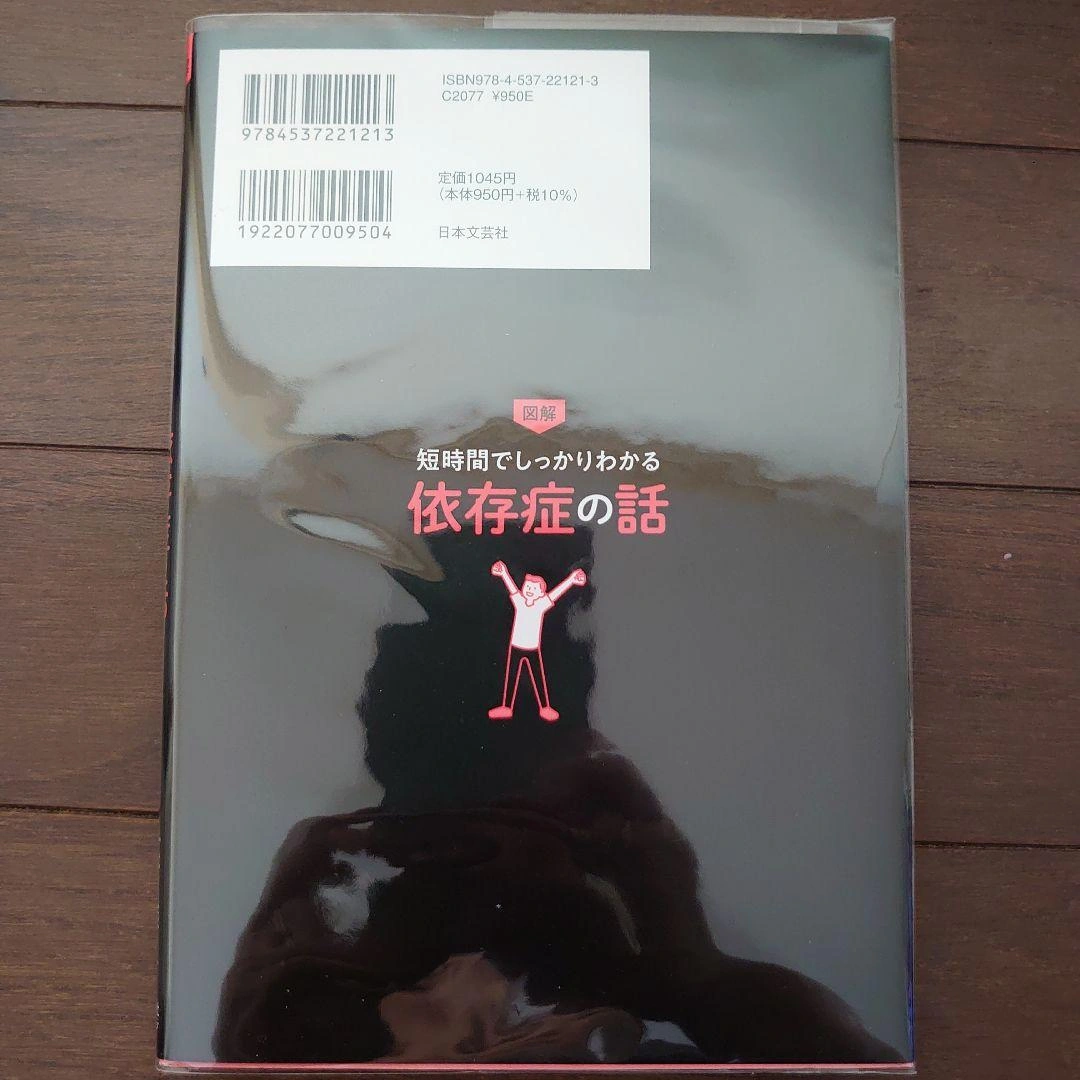 ISBN978-4-537-22121-3
C2077 ¥950E
9784537221213
定価1045円
(本体950円+税10%)
1922077009504
日本文芸社
図解
短時間でしっかりわかる
依存症の話